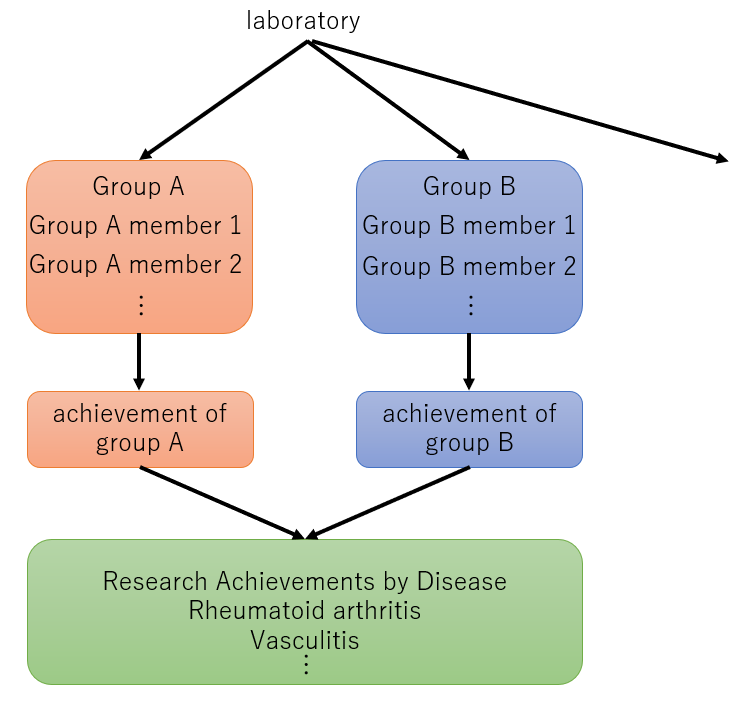 laboratory
Group A
Group A member 1
Group A member 2
⋮
Group B
Group B member 1
Group B member 2
⋮
achievement of
group A
achievement of
group B
Research Achievements by Disease
Rheumatoid arthritis
Vasculitis
⋮